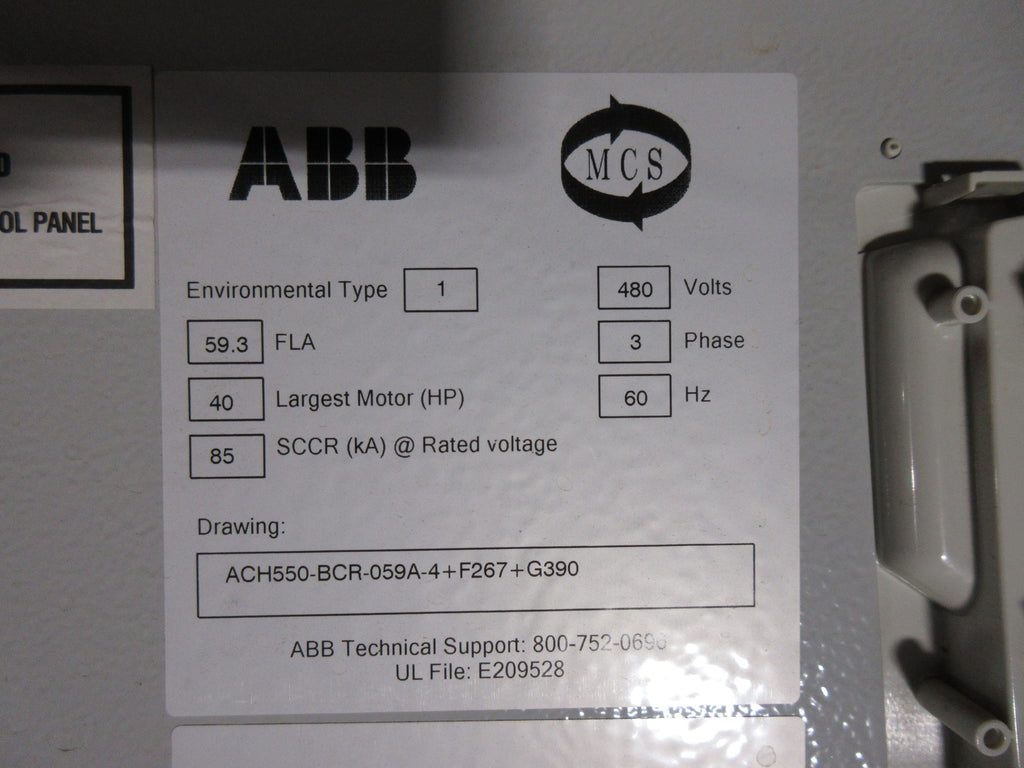 ABB
MCS
OL PANEL
Environmental Type 1
480 Volts
59.3 FLA
3 Phase
40 Largest Motor (HP)
60 Hz
85 SCCR (kA) @ Rated voltage
Drawing:
ACH550-BCR-059A-4+F267+G390
ABB Technical Support: 800-752-0696
UL File: E209528